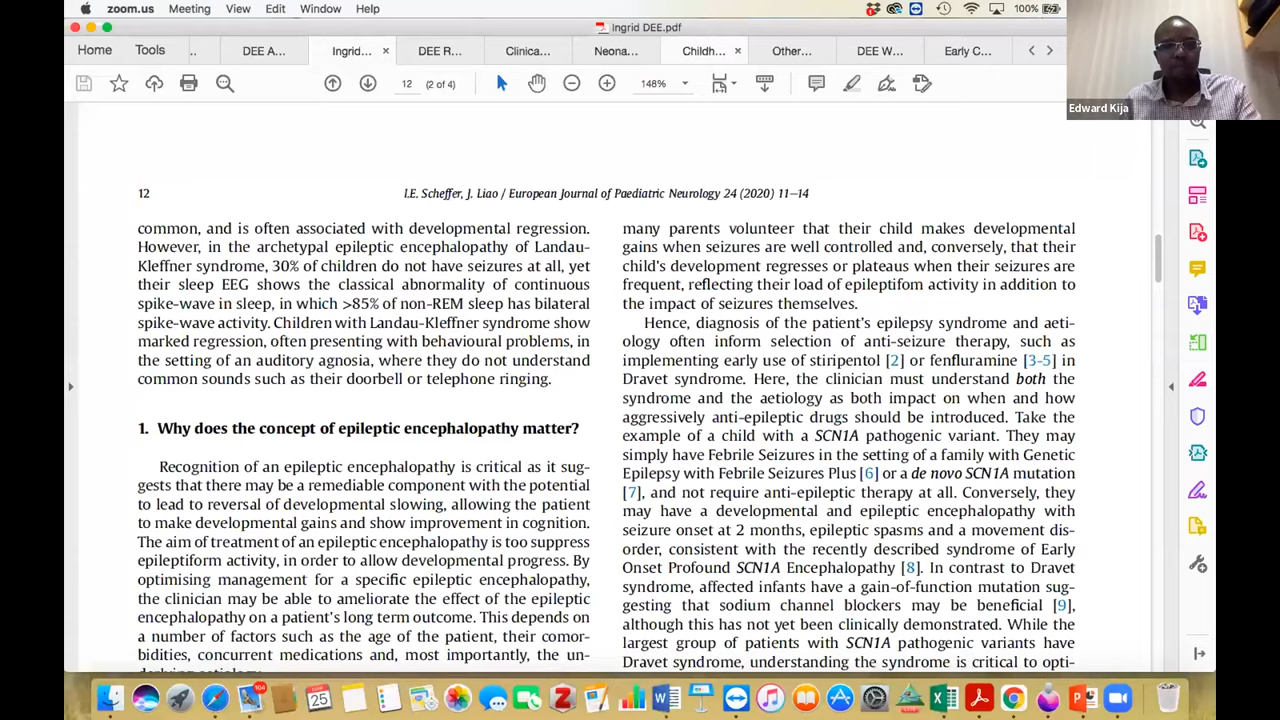 zoom.us Meeting View Edit Window Help 100%
Ingrid DEE.pdf
Home Tools .. DEE A... Ingrid... × DEE R... Clinica... Neona... Childh... × Other... DEE W... Early C...
12 (2 of 4) 148%
Edward Kija
12 I.E. Scheffer, J. Liao / European Journal of Paediatric Neurology 24 (2020) 11–14
common, and is often associated with developmental regression.
However, in the archetypal epileptic encephalopathy of Landau-
Kleffner syndrome, 30% of children do not have seizures at all, yet
their sleep EEG shows the classical abnormality of continuous
spike-wave in sleep, in which >85% of non-REM sleep has bilateral
spike-wave activity. Children with Landau-Kleffner syndrome show
marked regression, often presenting with behavioural problems, in
the setting of an auditory agnosia, where they do not understand
common sounds such as their doorbell or telephone ringing.
1. Why does the concept of epileptic encephalopathy matter?
Recognition of an epileptic encephalopathy is critical as it sug-
gests that there may be a remediable component with the potential
to lead to reversal of developmental slowing, allowing the patient
to make developmental gains and show improvement in cognition.
The aim of treatment of an epileptic encephalopathy is too suppress
epileptiform activity, in order to allow developmental progress. By
optimising management for a specific epileptic encephalopathy,
the clinician may be able to ameliorate the effect of the epileptic
encephalopathy on a patient's long term outcome. This depends on
a number of factors such as the age of the patient, their comor-
bidities, concurrent medications and, most importantly, the un-
derlying aetiology.
many parents volunteer that their child makes developmental
gains when seizures are well controlled and, conversely, that their
child's development regresses or plateaus when their seizures are
frequent, reflecting their load of epileptifom activity in addition to
the impact of seizures themselves.
Hence, diagnosis of the patient's epilepsy syndrome and aeti-
ology often inform selection of anti-seizure therapy, such as
implementing early use of stiripentol [2] or fenfluramine [3-5] in
Dravet syndrome. Here, the clinician must understand both the
syndrome and the aetiology as both impact on when and how
aggressively anti-epileptic drugs should be introduced. Take the
example of a child with a SCN1A pathogenic variant. They may
simply have Febrile Seizures in the setting of a family with Genetic
Epilepsy with Febrile Seizures Plus [6] or a de novo SCN1A mutation
[7], and not require anti-epileptic therapy at all. Conversely, they
may have a developmental and epileptic encephalopathy with
seizure onset at 2 months, epileptic spasms and a movement dis-
order, consistent with the recently described syndrome of Early
Onset Profound SCN1A Encephalopathy [8]. In contrast to Dravet
syndrome, affected infants have a gain-of-function mutation sug-
gesting that sodium channel blockers may be beneficial [9],
although this has not yet been clinically demonstrated. While the
largest group of patients with SCN1A pathogenic variants have
Dravet syndrome, understanding the syndrome is critical to opti-
104
25